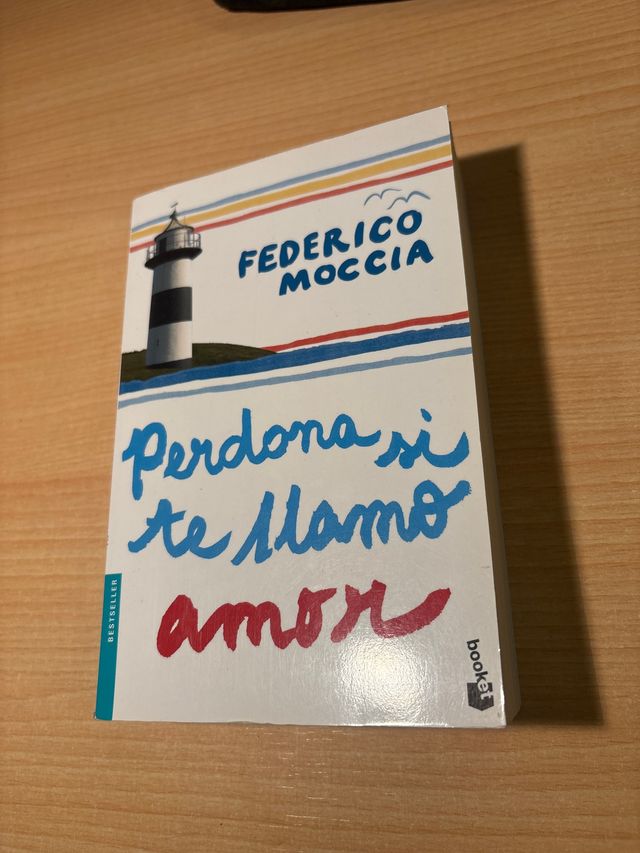 FEDERICO
MOCCIA
Perdona si
te llamo
amor
BESTSELLER
booket